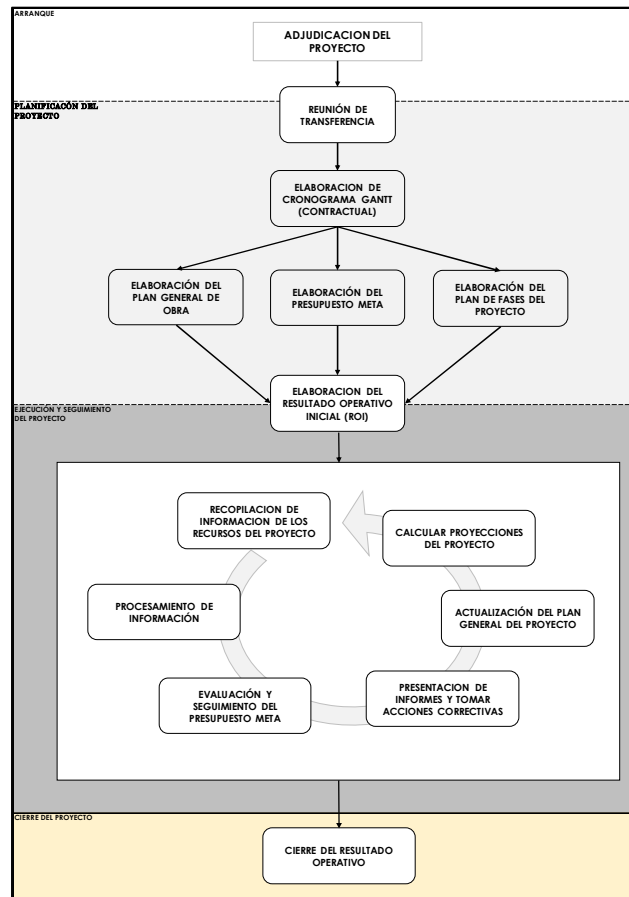 ARRANQUE
ADJUDICACION DEL
PROYECTO
PLANIFICACÓN DEL
PROYECTO
REUNIÓN DE
TRANSFERENCIA
ELABORACION DE
CRONOGRAMA GANTT
(CONTRACTUAL)
ELABORACIÓN DEL
PLAN GENERAL DE
OBRA
ELABORACIÓN DEL
PRESUPUESTO META
ELABORACIÓN DEL
PLAN DE FASES DEL
PROYECTO
ELABORACION DEL
RESULTADO OPERATIVO
INICIAL (ROI)
EJECUCIÓN Y SEGUIMIENTO
DEL PROYECTO
RECOPILACION DE
INFORMACION DE LOS
RECURSOS DEL PROYECTO
CALCULAR PROYECCIONES
DEL PROYECTO
PROCESAMIENTO DE
INFORMACIÓN
ACTUALIZACIÓN DEL PLAN
GENERAL DEL PROYECTO
EVALUACIÓN Y
SEGUIMIENTO DEL
PRESUPUESTO META
PRESENTACION DE
INFORMES Y TOMAR
ACCIONES CORRECTIVAS
CIERRE DEL PROYECTO
CIERRE DEL RESULTADO
OPERATIVO